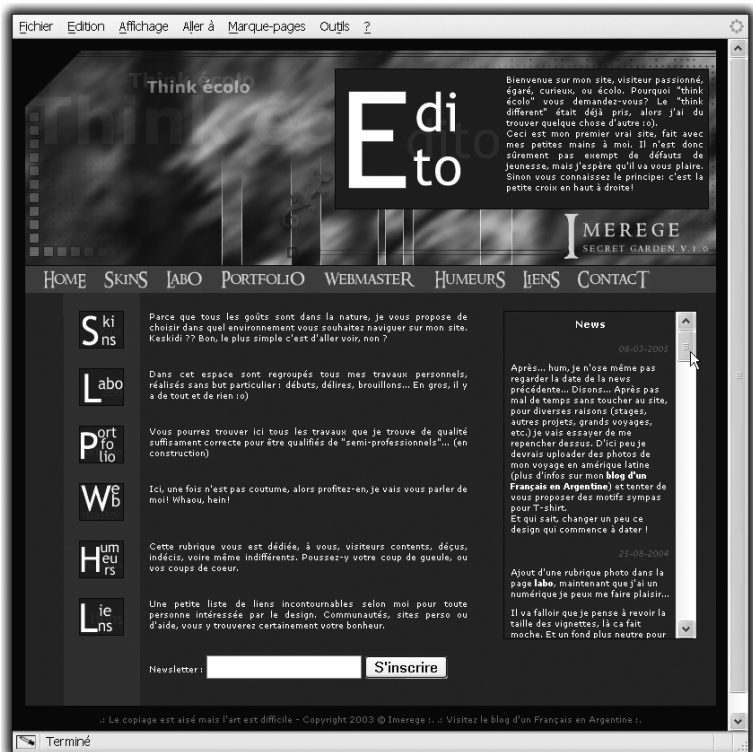 Fichier Edition Affichage Aller à Marque-pages Outils ?
Think écolo
Think écolo
Think
Edito
Bienvenue sur mon site, visiteur passionné,
égaré, curieux, ou écolo. Pourquoi "think
écolo" vous demandez-vous? Le "think
different" était déjà pris, alors j'ai du
trouver quelque chose d'autre :o).
Ceci est mon premier vrai site, fait avec
mes petites mains à moi. Il n'est donc
sûrement pas exempt de défauts de
jeunesse, mais j'espère qu'il va vous plaire.
Sinon vous connaissez le principe: c'est la
petite croix en haut à droite!
IMEREGE
SECRET GARDEN V.1.0
HOME SKINS LABO PORTFOLIO WEBMASTER HUMEURS LIENS CONTACT
Skins
Parce que tous les goûts sont dans la nature, je vous propose de
choisir dans quel environnement vous souhaitez naviguer sur mon site.
Keskidi ?? Bon, le plus simple c'est d'aller voir, non ?
Labo
Dans cet espace sont regroupés tous mes travaux personnels,
réalisés sans but particulier : débuts, délires, brouillons... En gros, il y
a de tout et de rien :o)
Portfolio
Vous pourrez trouver ici tous les travaux que je trouve de qualité
suffisament correcte pour être qualifiés de "semi-professionnels"... (en
construction)
Web
Ici, une fois n'est pas coutume, alors profitez-en, je vais vous parler de
moi! Whaou, hein!
Humeurs
Cette rubrique vous est dédiée, à vous, visiteurs contents, déçus,
indécis, voire même indifférents. Poussez-y votre coup de gueule, ou
vos coups de coeur.
Liens
Une petite liste de liens incontournables selon moi pour toute
personne intéressée par le design. Communautés, sites perso ou
d'aide, vous y trouverez certainement votre bonheur.
Newsletter : S'inscrire
News
08-03-2005
Après... hum, je n'ose même pas
regarder la date de la news
précédente... Disons... Après pas
mal de temps sans toucher au site,
pour diverses raisons (stages,
autres projets, grands voyages,
etc.) je vais essayer de me
repencher dessus. D'ici peu je
devrais uploader des photos de
mon voyage en amérique latine
(plus d'infos sur mon blog d'un
Français en Argentine) et tenter de
vous proposer des motifs sympas
pour T-shirt.
Et qui sait, changer un peu ce
design qui commence à dater !
25-08-2004
Ajout d'une rubrique photo dans la
page labo, maintenant que j'ai un
numérique je peux me faire plaisir...
Il va falloir que je pense à revoir la
taille des vignettes, là ca fait
moche. Et un fond plus neutre pour
.: Le copiage est aisé mais l'art est difficile - Copyright 2003 @ Imerege :. .: Visitez le blog d'un Français en Argentine :.
Terminé